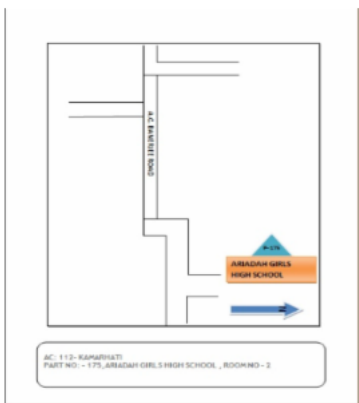 A.C. BANERJEE ROAD
P-175
ARIADAH GIRLS
HIGH SCHOOL
N
AC: 112- KAMARHATI
PART NO: - 175, ARIADAH GIRLS HIGH SCHOOL , ROOM NO - 2